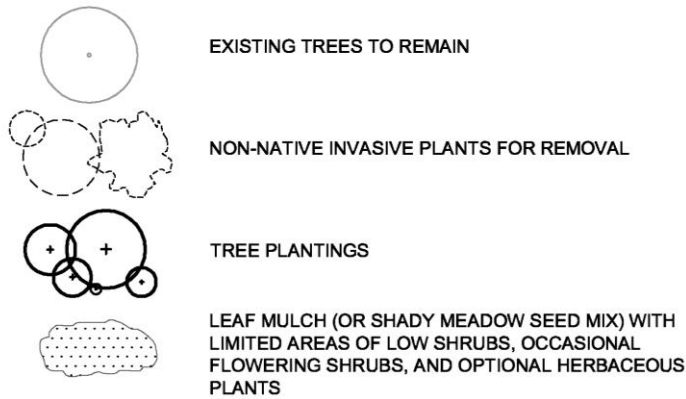 EXISTING TREES TO REMAIN
NON-NATIVE INVASIVE PLANTS FOR REMOVAL
TREE PLANTINGS
LEAF MULCH (OR SHADY MEADOW SEED MIX) WITH
LIMITED AREAS OF LOW SHRUBS, OCCASIONAL
FLOWERING SHRUBS, AND OPTIONAL HERBACEOUS
PLANTS